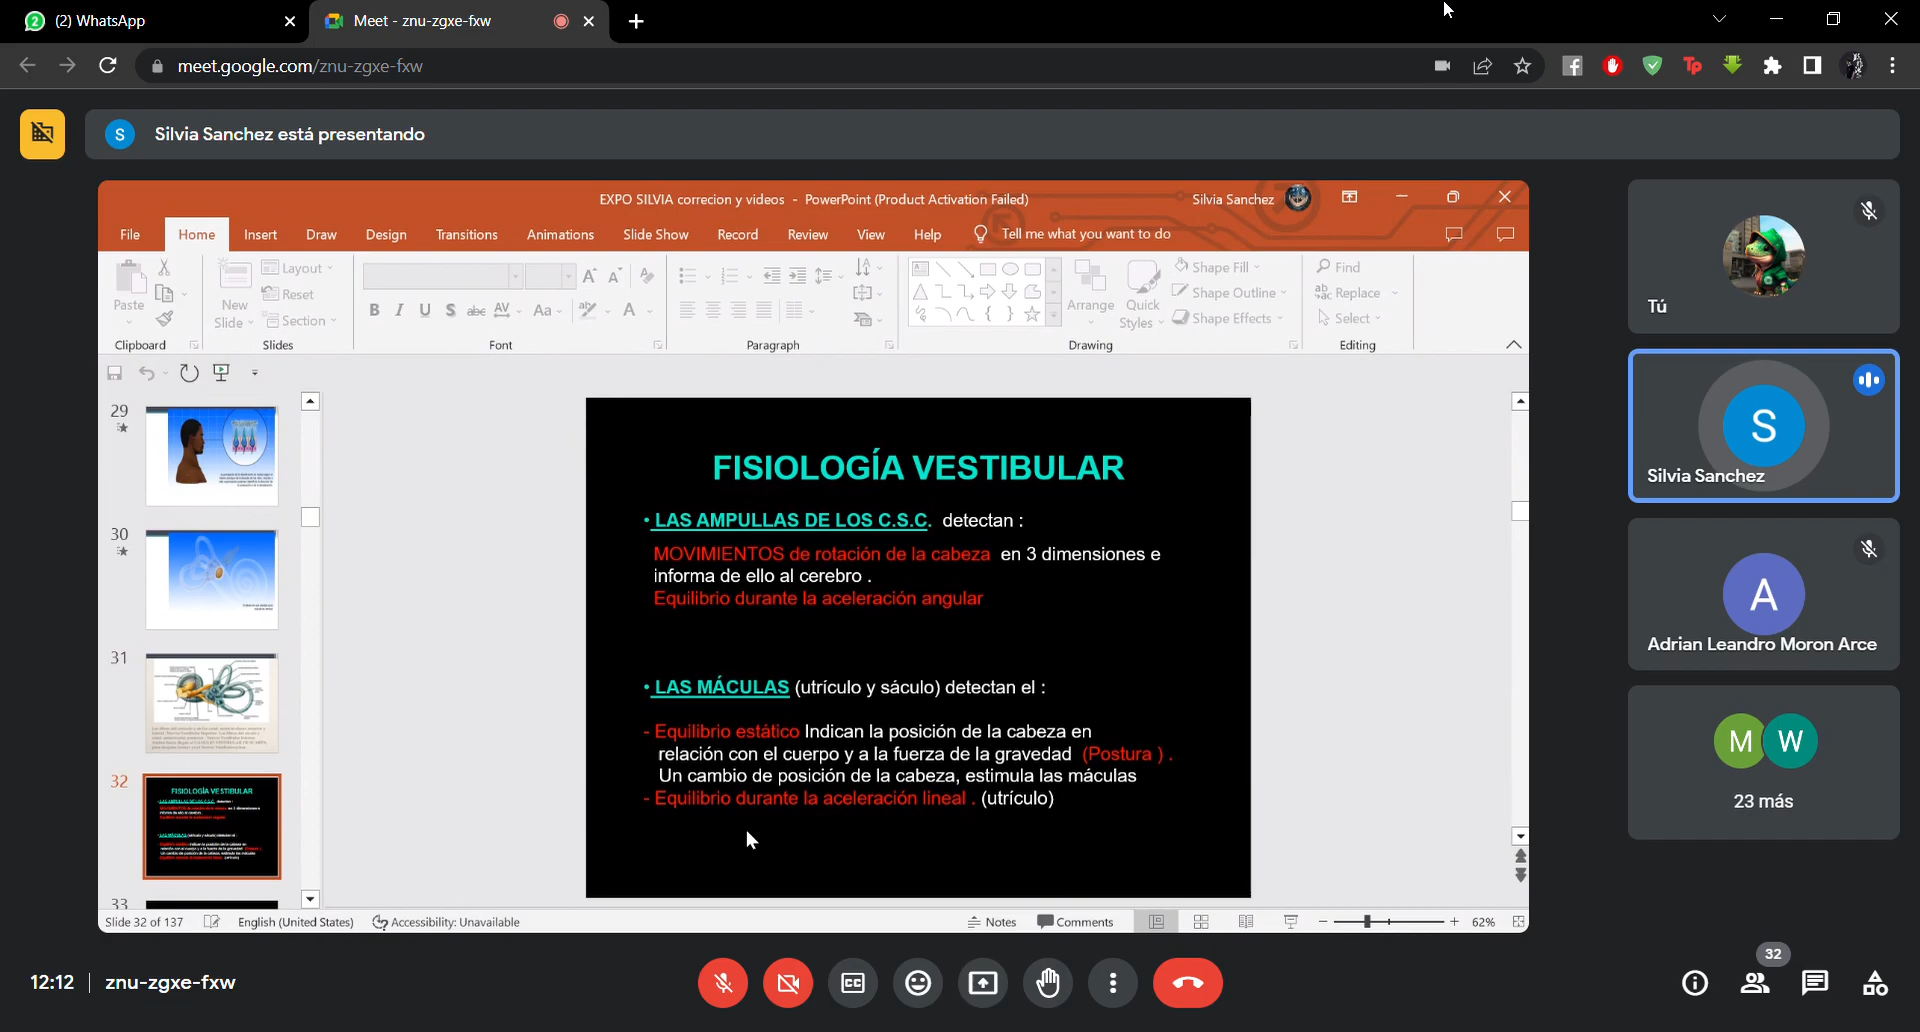 (2) WhatsApp
Meet - znu-zgxe-fxw
meet.google.com/znu-zgxe-fxw
S
Silvia Sanchez está presentando
EXPO SILVIA correcion y videos - PowerPoint (Product Activation Failed)
Silvia Sanchez
File Home Insert Draw Design Transitions Animations Slide Show Record Review View Help Tell me what you want to do
Paste
New
Slide
Layout
Reset
Section
Shape Fill
Shape Outline
Shape Effects
Arrange
Quick
Styles
Find
Replace
Select
Clipboard Slides Font Paragraph Drawing Editing
29
30
31
32
33
FISIOLOGÍA VESTIBULAR
• LAS AMPULLAS DE LOS C.S.C. detectan :
MOVIMIENTOS de rotación de la cabeza en 3 dimensiones e
informa de ello al cerebro .
Equilibrio durante la aceleración angular
• LAS MÁCULAS (utrículo y sáculo) detectan el :
- Equilibrio estático Indican la posición de la cabeza en
relación con el cuerpo y a la fuerza de la gravedad (Postura ) .
Un cambio de posición de la cabeza, estimula las máculas
- Equilibrio durante la aceleración lineal . (utrículo)
Slide 32 of 137 English (United States) Accessibility: Unavailable Notes Comments 62%
Tú
S
Silvia Sanchez
A
Adrian Leandro Moron Arce
M W
23 más
12:12 znu-zgxe-fxw
32